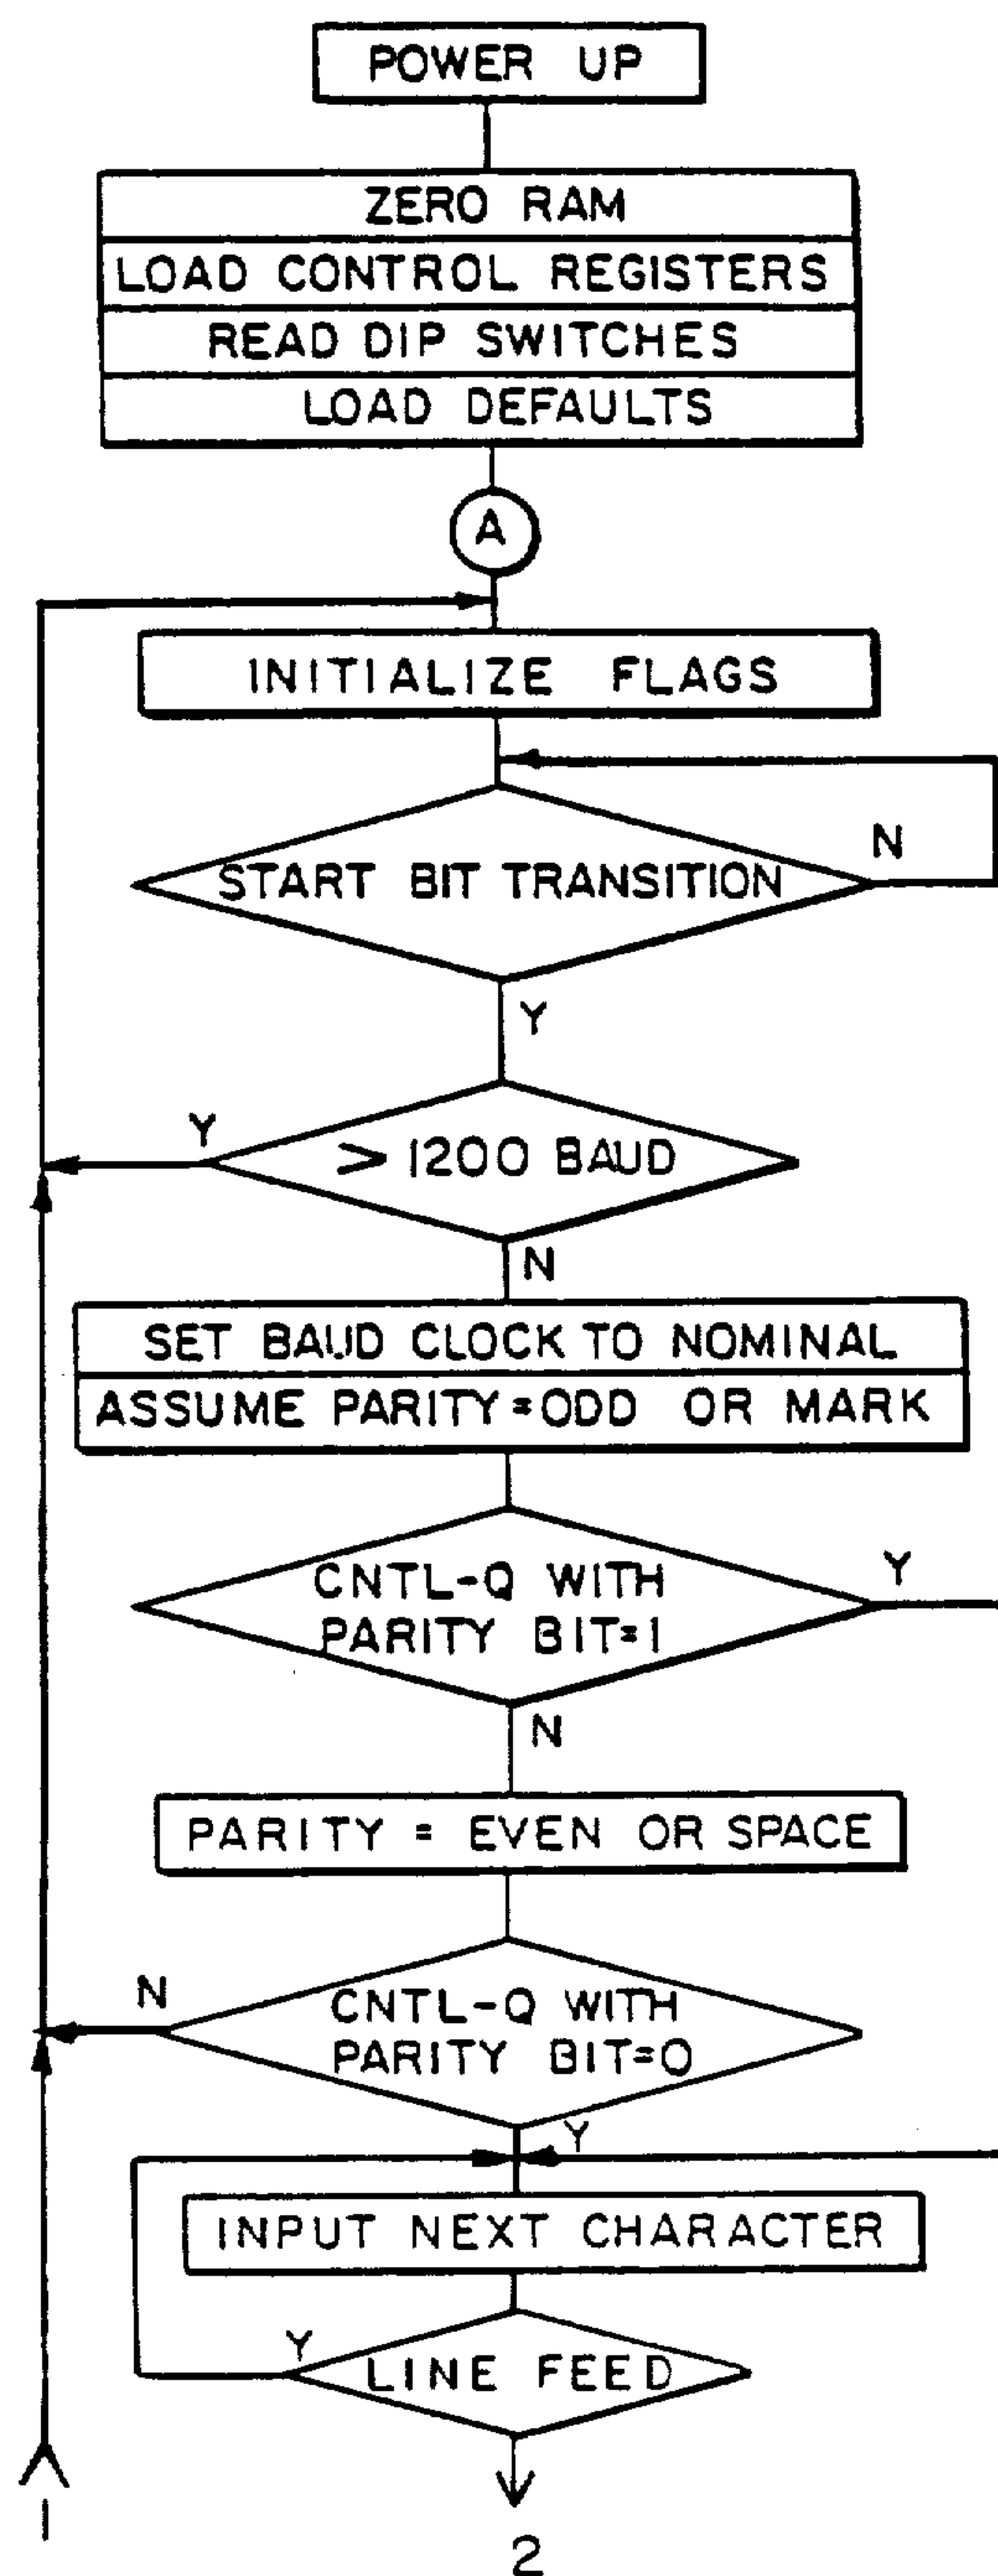 POWER UP
ZERO RAM
LOAD CONTROL REGISTERS
READ DIP SWITCHES
LOAD DEFAULTS
A
INITIALIZE FLAGS
START BIT TRANSITION
N
Y
Y
> 1200 BAUD
N
SET BAUD CLOCK TO NOMINAL
ASSUME PARITY=ODD OR MARK
CNTL-Q WITH
PARITY BIT=1
Y
N
PARITY = EVEN OR SPACE
N
CNTL-Q WITH
PARITY BIT=0
Y
INPUT NEXT CHARACTER
Y
LINE FEED
1
2